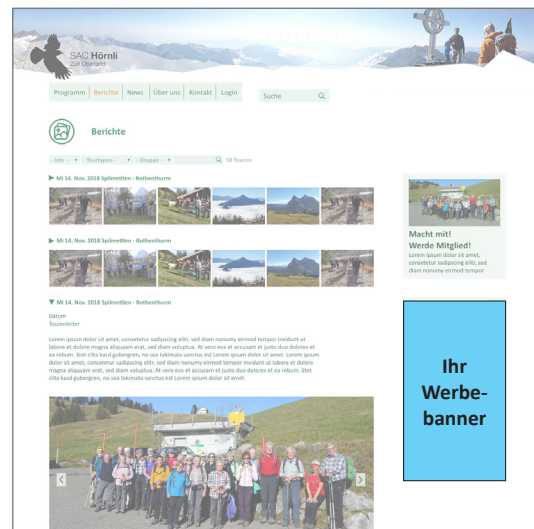 SAC Hörnli
Züri Oberland
Programm Berichte News Über uns Kontakt Login
Suche
Berichte
- Jahr - - Tourtypen- - Gruppe - 58 Touren
Mi 14. Nov. 2018 Spilmettlen - Rothenthurm
Mi 14. Nov. 2018 Spilmettlen - Rothenthurm
Mi 14. Nov. 2018 Spilmettlen - Rothenthurm
Datum
Tourenleiter
Lorem ipsum dolor sit amet, consetetur sadipscing elitr, sed diam nonumy eirmod tempor invidunt ut
labore et dolore magna aliquyam erat, sed diam voluptua. At vero eos et accusam et justo duo dolores et
ea rebum. Stet clita kasd gubergren, no sea takimata sanctus est Lorem ipsum dolor sit amet. Lorem ipsum
dolor sit amet, consetetur sadipscing elitr, sed diam nonumy eirmod tempor invidunt ut labore et dolore
magna aliquyam erat, sed diam voluptua. At vero eos et accusam et justo duo dolores et ea rebum. Stet
clita kasd gubergren, no sea takimata sanctus est Lorem ipsum dolor sit amet.
Macht mit!
Werde Mitglied!
Lorem ipsum dolor sit amet,
consetetur sadipscing elitr, sed
diam nonumy eirmod tempor
Ihr
Werbe-
banner